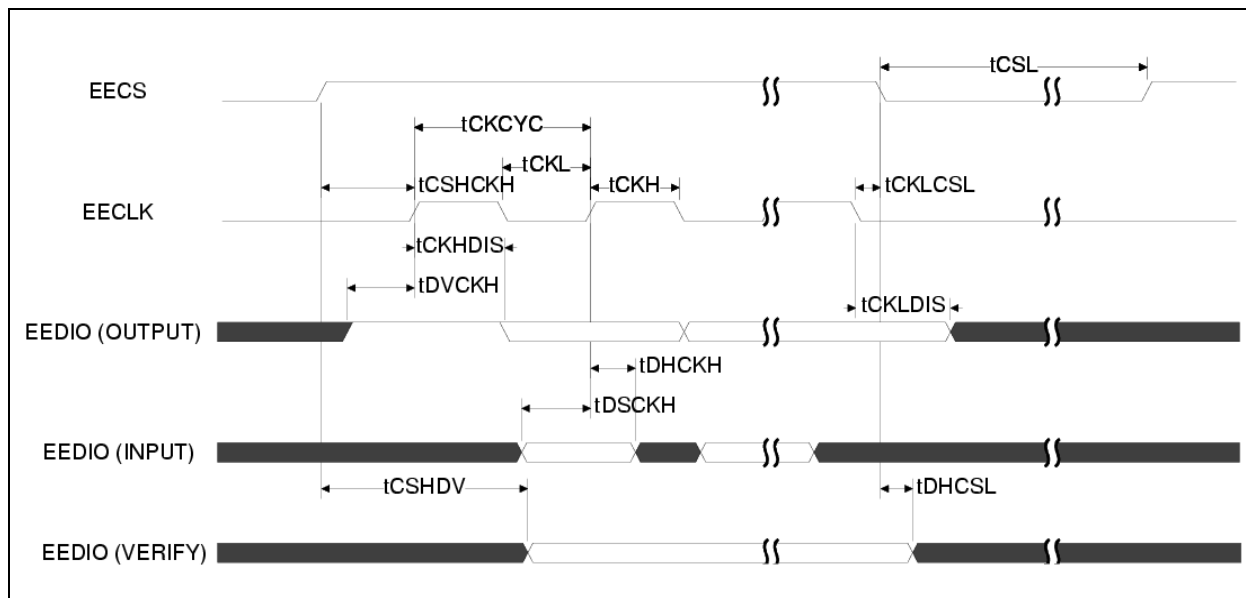 tCSL
EECS
tCKCYC
tCKL
tCSHCKH
tCKH
tCKLCSL
EECLK
tCKHDIS
tDVCKH
tCKLDIS
EEDIO (OUTPUT)
tDHCKH
tDSCKH
EEDIO (INPUT)
tCSHDV
tDHCSL
EEDIO (VERIFY)